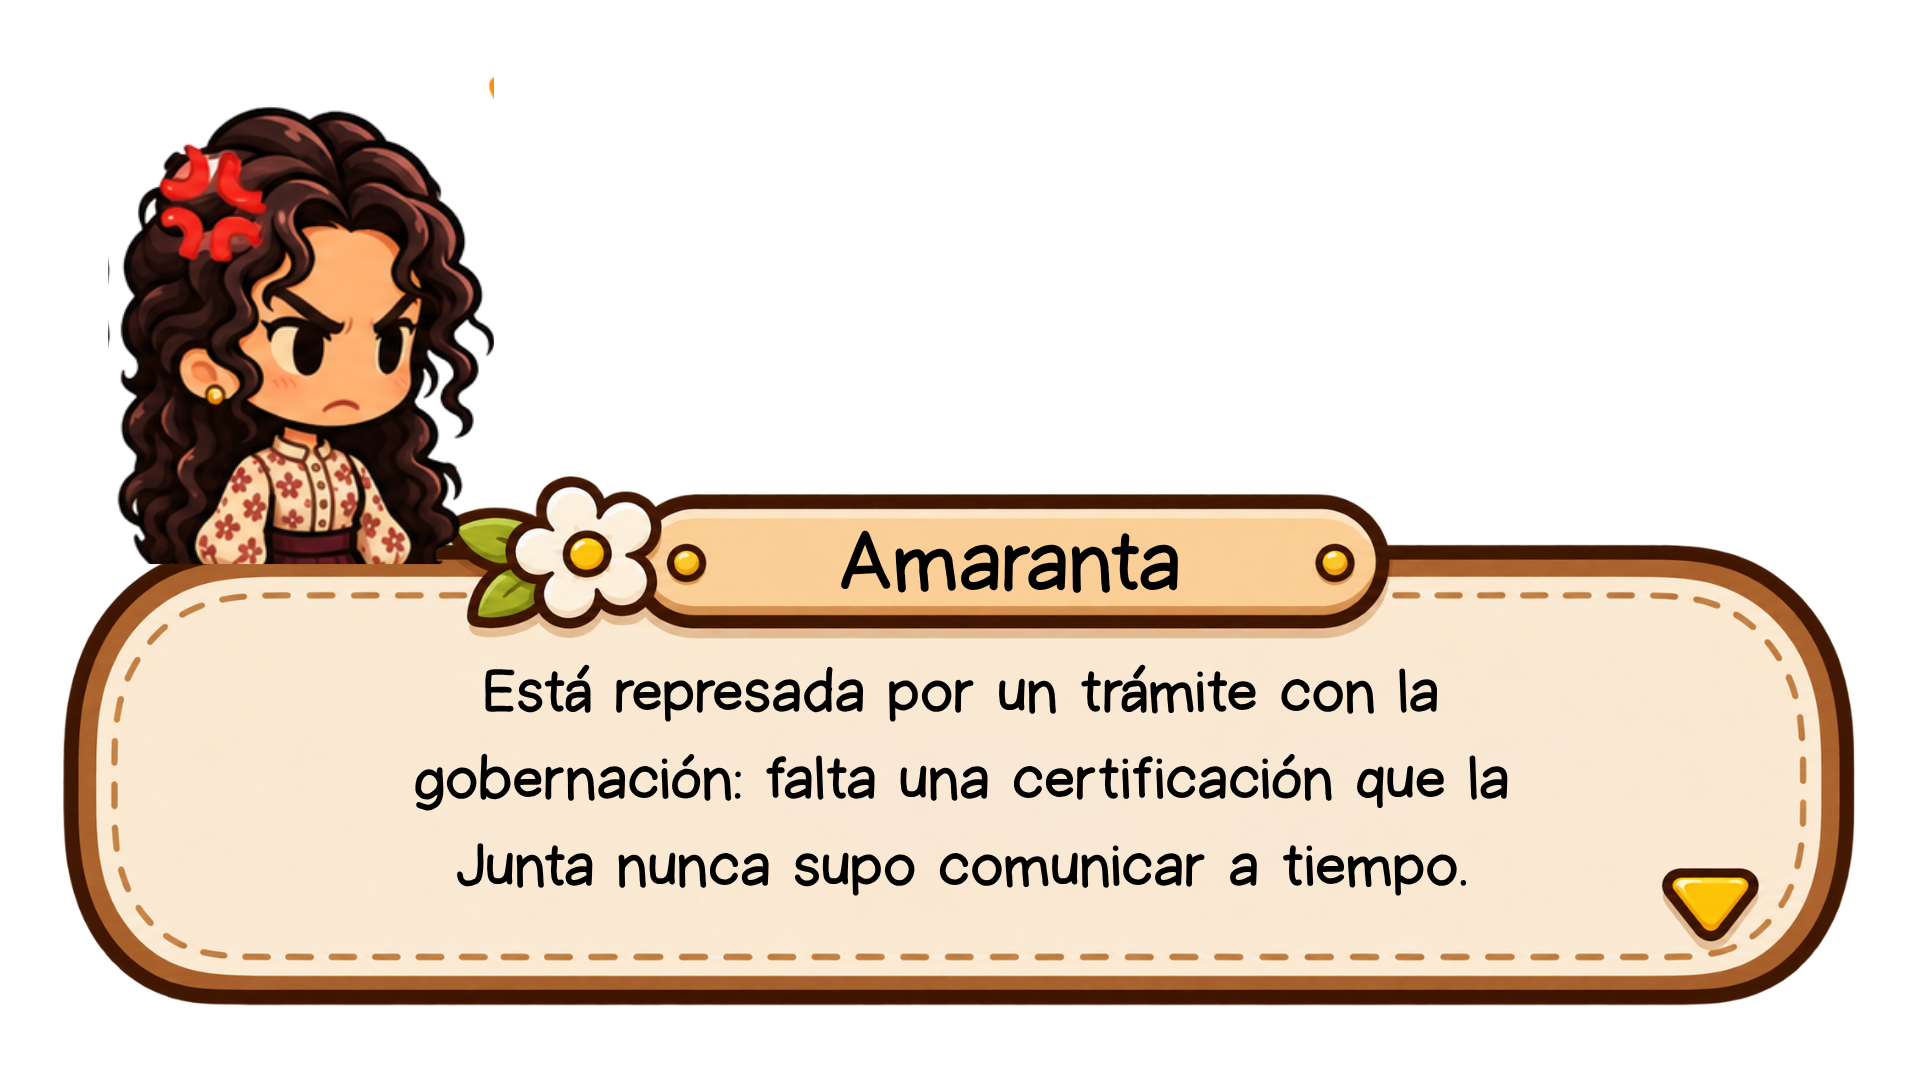 Amaranta
Está represada por un trámite con la
gobernación: falta una certificación que la
Junta nunca supo comunicar a tiempo.